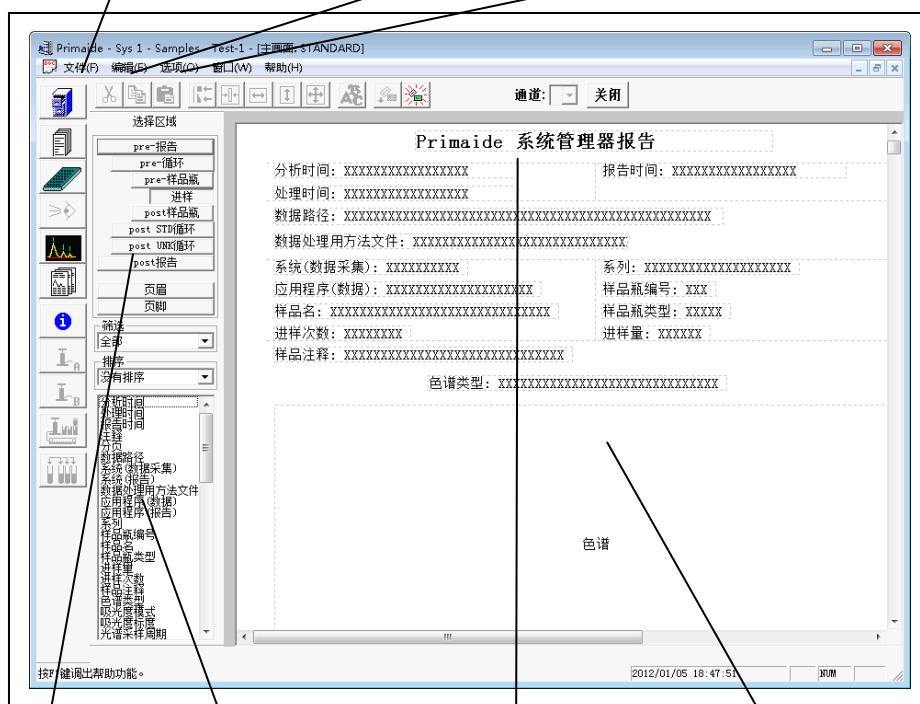 Primaide - Sys 1 - Samples - Test-1 - [主画面: STANDARD]
文件(F) 编辑(E) 选项(O) 窗口(W) 帮助(H)
通道: 关闭
选择区域
pre-报告
pre-循环
pre-样品瓶
进样
post样品瓶
post STD循环
post UNK循环
post报告
页眉
页脚
筛选
全部
排序
没有排序
分析时间
处理时间
报告时间
注释
分页
数据路径
系统(数据采集)
系统(报告)
数据处理用方法文件
应用程序(数据)
应用程序(报告)
系列
样品瓶编号
样品名
样品瓶类型
进样量
进样次数
样品注释
色谱类型
吸光度模式
吸光度标度
光谱采样周期
Primaide 系统管理器报告
分析时间: XXXXXXXXXXXXXXXXX 报告时间: XXXXXXXXXXXXXXXXX
处理时间: XXXXXXXXXXXXXXXXX
数据路径: XXXXXXXXXXXXXXXXXXXXXXXXXXXXXXXXXXXXXXXXXXXXXXXXXX
数据处理用方法文件: XXXXXXXXXXXXXXXXXXXXXXXXXXXXX
系统(数据采集): XXXXXXXXXX 系列: XXXXXXXXXXXXXXXXXXXX
应用程序(数据): XXXXXXXXXXXXXXXXXXXX 样品瓶编号: XXX
样品名: XXXXXXXXXXXXXXXXXXXXXXXXXXXXXX 样品瓶类型: XXXXX
进样次数: XXXXXXXX 进样量: XXXXXX
样品注释: XXXXXXXXXXXXXXXXXXXXXXXXXXXXXX
色谱类型: XXXXXXXXXXXXXXXXXXXXXXXXXXXXXX
色谱
A
B
按F1键调出帮助功能。 2012/01/05 18:47:51 NUM